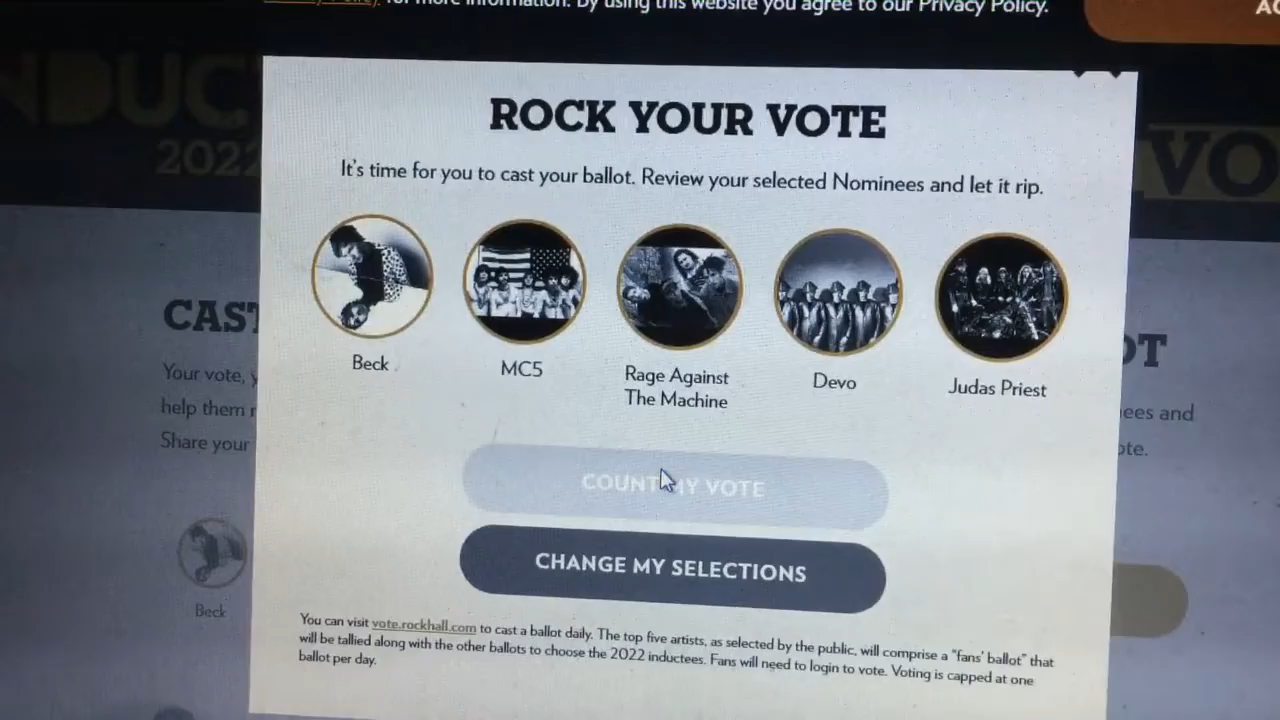 for more information. By using this website you agree to our Privacy Policy.
NDUC
2022
VO
ROCK YOUR VOTE
It's time for you to cast your ballot. Review your selected Nominees and let it rip.
CAST
OT
Your vote, y
help them r
Share your
ees and
ote.
Beck
MC5
Rage Against
The Machine
Devo
Judas Priest
COUNT MY VOTE
CHANGE MY SELECTIONS
Beck
You can visit vote.rockhall.com to cast a ballot daily. The top five artists, as selected by the public, will comprise a "fans' ballot" that
will be tallied along with the other ballots to choose the 2022 inductees. Fans will need to login to vote. Voting is capped at one
ballot per day.